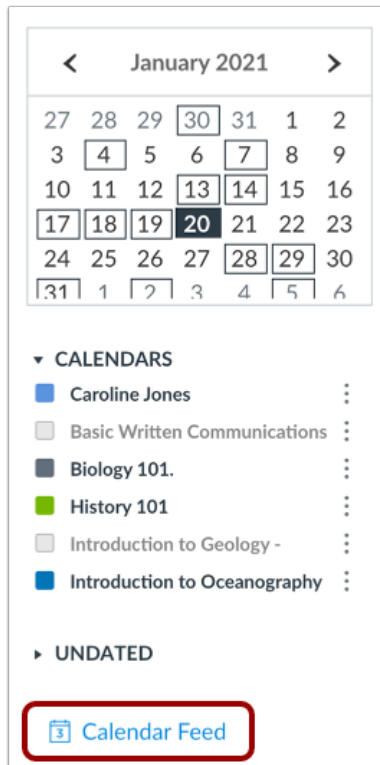 January 2021
27 28 29 30 31 1 2
3 4 5 6 7 8 9
10 11 12 13 14 15 16
17 18 19 20 21 22 23
24 25 26 27 28 29 30
31 1 2 3 4 5 6
CALENDARS
Caroline Jones
Basic Written Communications
Biology 101.
History 101
Introduction to Geology -
Introduction to Oceanography
UNDATED
3 Calendar Feed